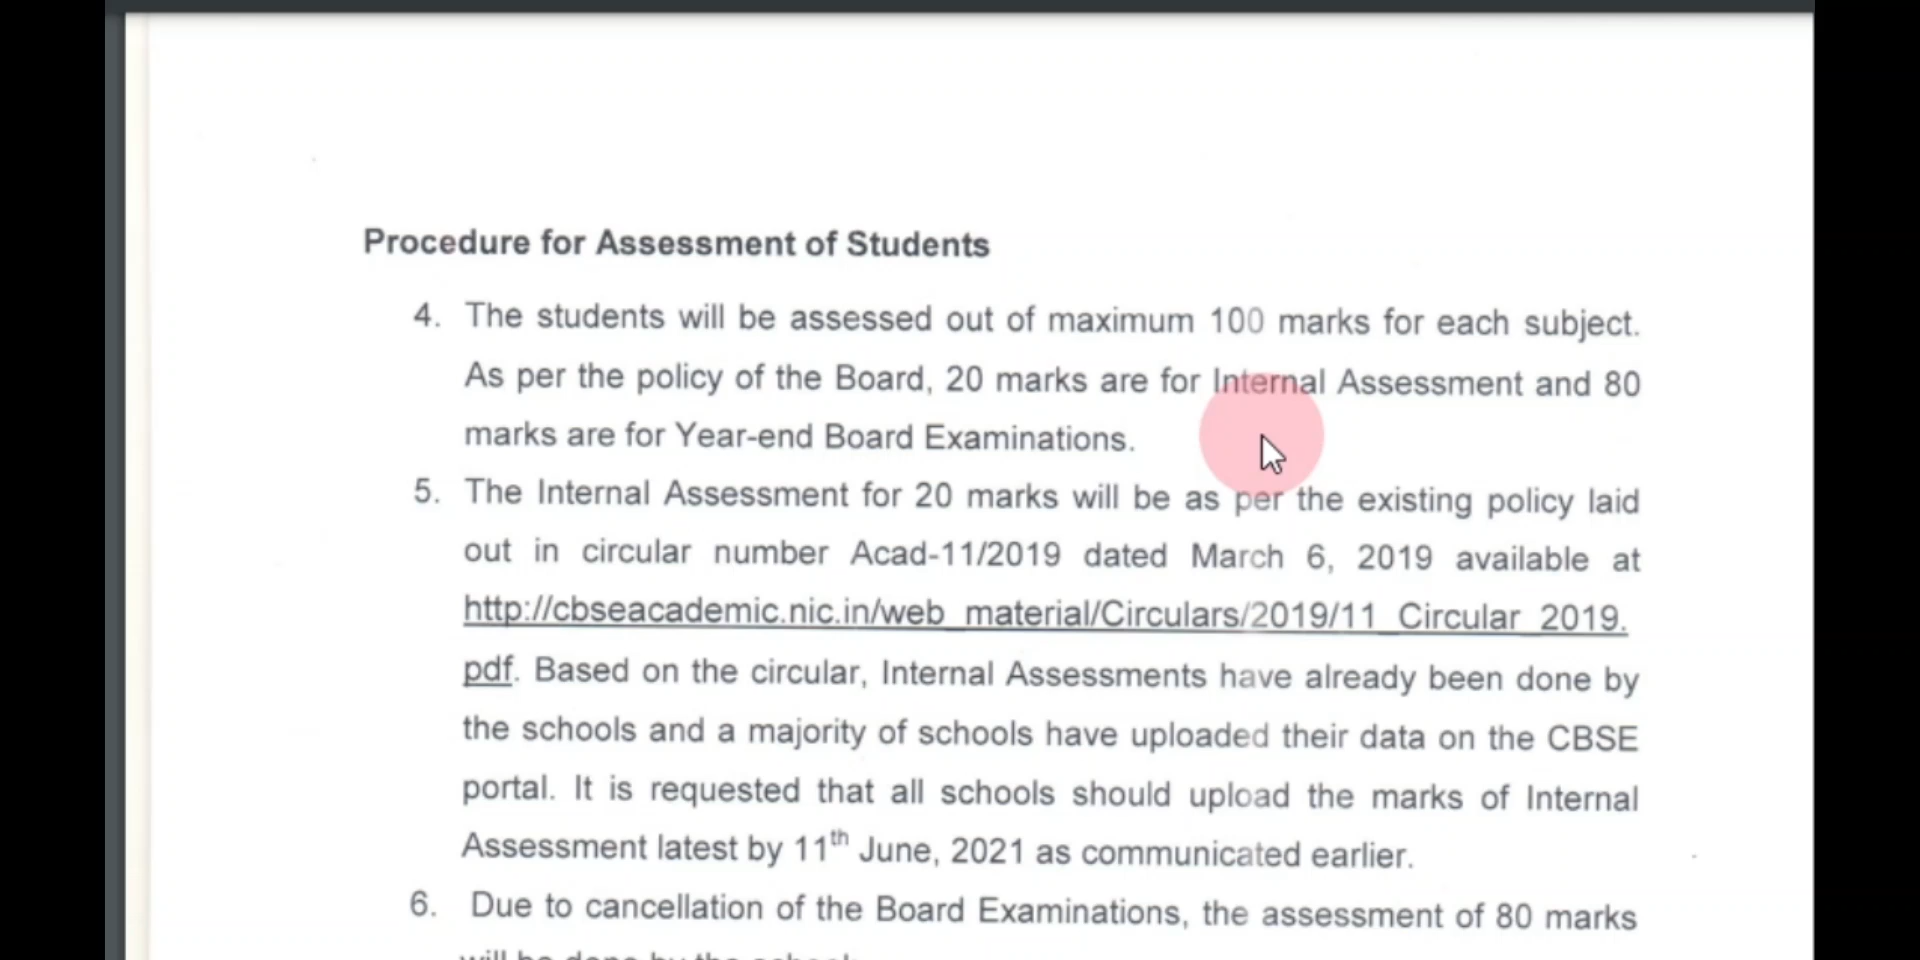 Procedure for Assessment of Students
4. The students will be assessed out of maximum 100 marks for each subject.
As per the policy of the Board, 20 marks are for Internal Assessment and 80
marks are for Year-end Board Examinations.
5. The Internal Assessment for 20 marks will be as per the existing policy laid
out in circular number Acad-11/2019 dated March 6, 2019 available at
http://cbseacademic.nic.in/web_material/Circulars/2019/11_Circular_2019.
pdf. Based on the circular, Internal Assessments have already been done by
the schools and a majority of schools have uploaded their data on the CBSE
portal. It is requested that all schools should upload the marks of Internal
Assessment latest by 11th June, 2021 as communicated earlier.
6. Due to cancellation of the Board Examinations, the assessment of 80 marks
will be done by the school